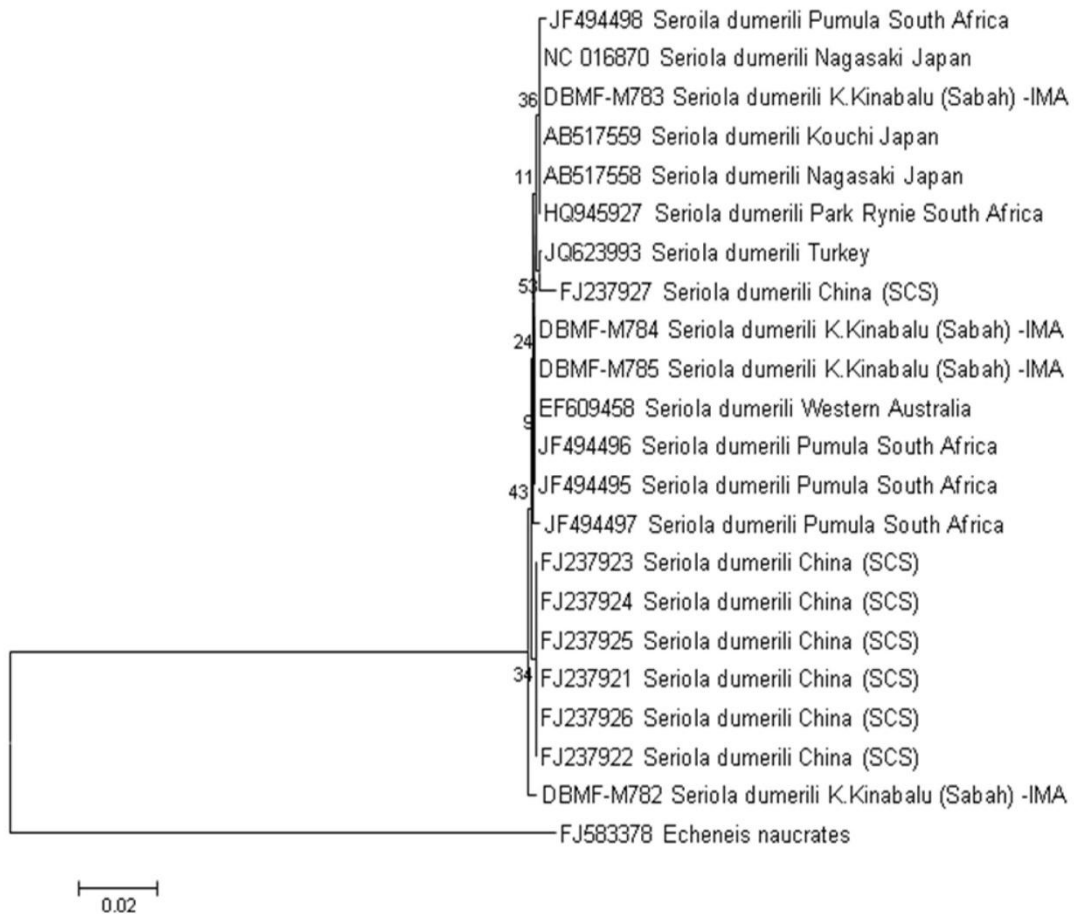 JF494498 Seroila dumerili Pumula South Africa
NC 016870 Seriola dumerili Nagasaki Japan
36
DBMF-M783 Seriola dumerili K.Kinabalu (Sabah) -IMA
AB517559 Seriola dumerili Kouchi Japan
11
AB517558 Seriola dumerili Nagasaki Japan
HQ945927 Seriola dumerili Park Rynie South Africa
JQ623993 Seriola dumerili Turkey
53
FJ237927 Seriola dumerili China (SCS)
DBMF-M784 Seriola dumerili K.Kinabalu (Sabah) -IMA
24
DBMF-M785 Seriola dumerili K.Kinabalu (Sabah) -IMA
EF609458 Seriola dumerili Western Australia
9
JF494496 Seriola dumerili Pumula South Africa
43
JF494495 Seriola dumerili Pumula South Africa
JF494497 Seriola dumerili Pumula South Africa
FJ237923 Seriola dumerili China (SCS)
FJ237924 Seriola dumerili China (SCS)
FJ237925 Seriola dumerili China (SCS)
34
FJ237921 Seriola dumerili China (SCS)
FJ237926 Seriola dumerili China (SCS)
FJ237922 Seriola dumerili China (SCS)
DBMF-M782 Seriola dumerili K.Kinabalu (Sabah) -IMA
FJ583378 Echeneis naucrates
0.02